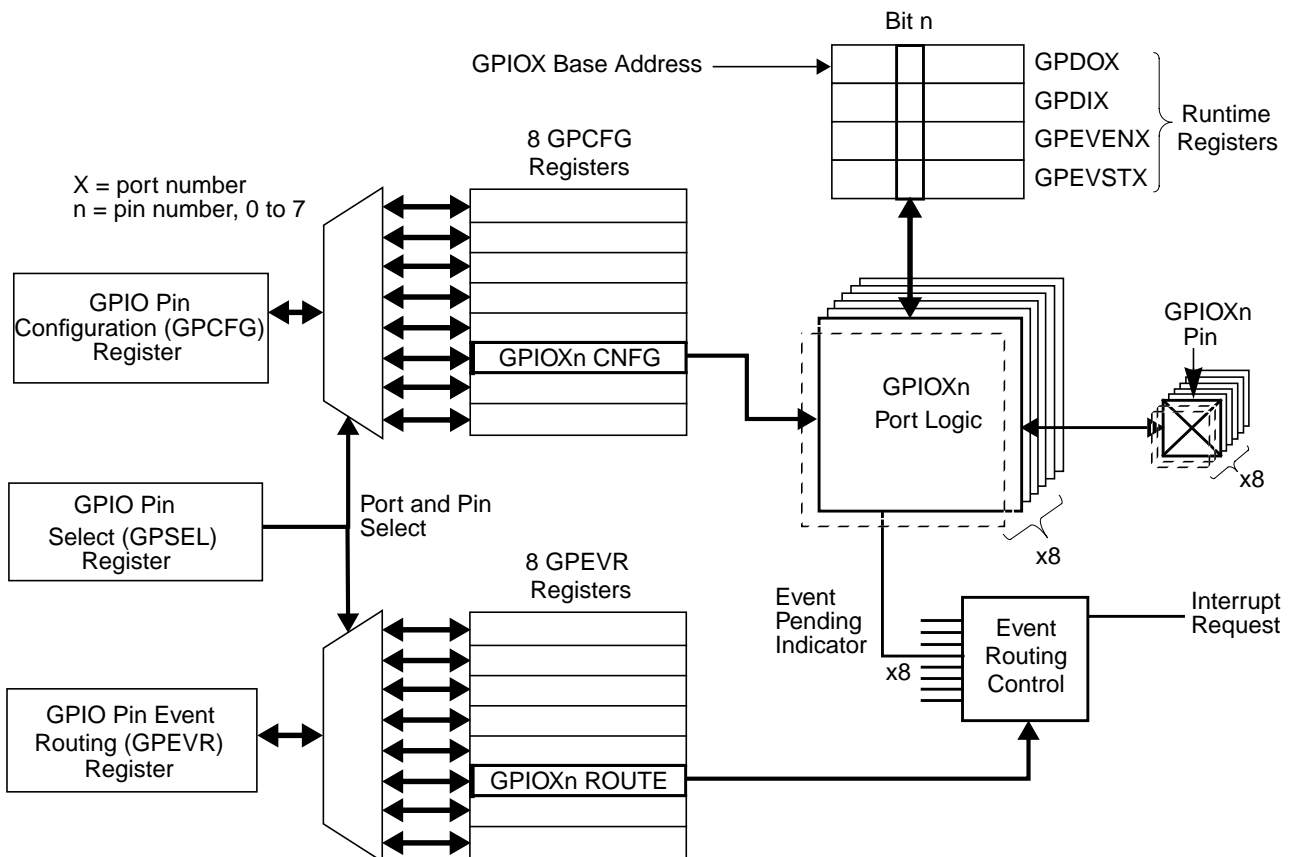 Bit n
GPIOX Base Address
GPDOX
GPDIX
GPEVENX
GPEVSTX
Runtime
Registers
8 GPCFG
Registers
X = port number
n = pin number, 0 to 7
GPIO Pin
Configuration (GPCFG)
Register
GPIOXn CNFG
GPIOXn
Port Logic
GPIOXn
Pin
x8
x8
GPIO Pin
Select (GPSEL)
Register
Port and Pin
Select
8 GPEVR
Registers
Event
Pending
Indicator
x8
Event
Routing
Control
Interrupt
Request
GPIO Pin Event
Routing (GPEVR)
Register
GPIOXn ROUTE